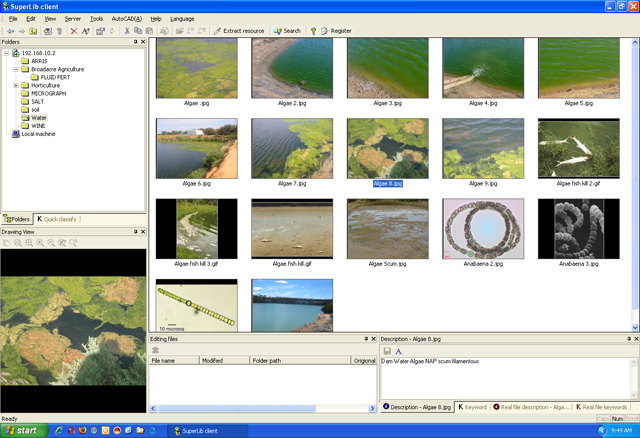 SuperLib client
File Edit View Server Tools AutoCAD(A) Help Language
Extract resource Search Register
Folders
192.168.10.2
ARRIS
Broadacre Agriculture
FLUID FERT
Horticulture
MICROGRAPH
SALT
soil
Water
WINE
Local machine
Folders K Quick classify
Drawing View
Algae .jpg Algae 2.jpg Algae 3.jpg Algae 4.jpg Algae 5.jpg
Algae 6.jpg Algae 7.jpg Algae 8.jpg Algae 9.jpg Algae fish kill 2.gif
Algae fish kill 3.gif Algae fish kill.gif Algae Scum.jpg Anabaena 2.jpg Anabaena 3.jpg
10 microns
Editing files
File name Modified Folder path Origional
Description - Algae 8.jpg
Dam Water Algae NAP scum filamentous
Description - Algae 8.jpg K Keyword Real file description - Alga... K Real file keywords
Ready
Caps Num Scroll
start SuperLib client 9:49 AM